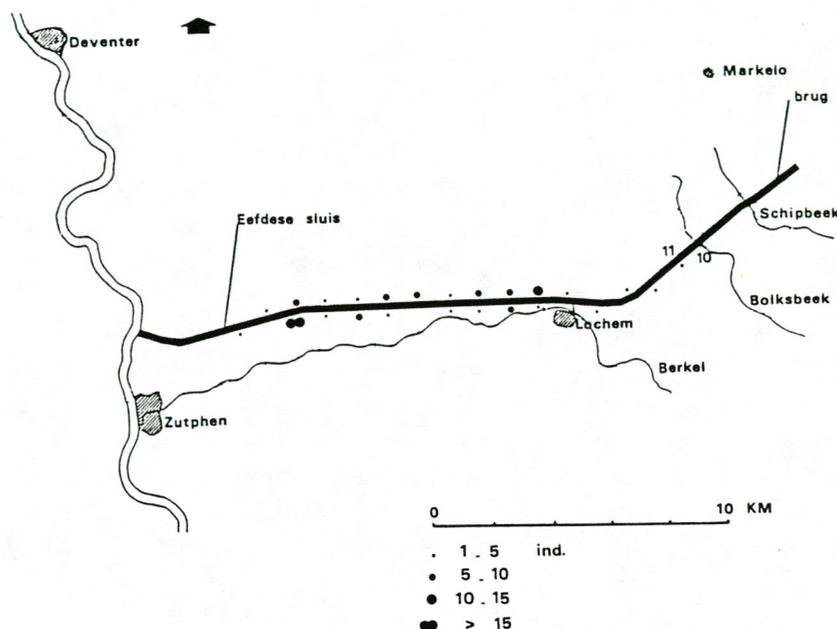 Deventer
Markelo
brug
Eefdese sluis
Schipbeek
11
10
Bolksbeek
Lochem
Berkel
Zutphen
0 10 KM
1 - 5 ind.
5 - 10
10 - 15
> 15